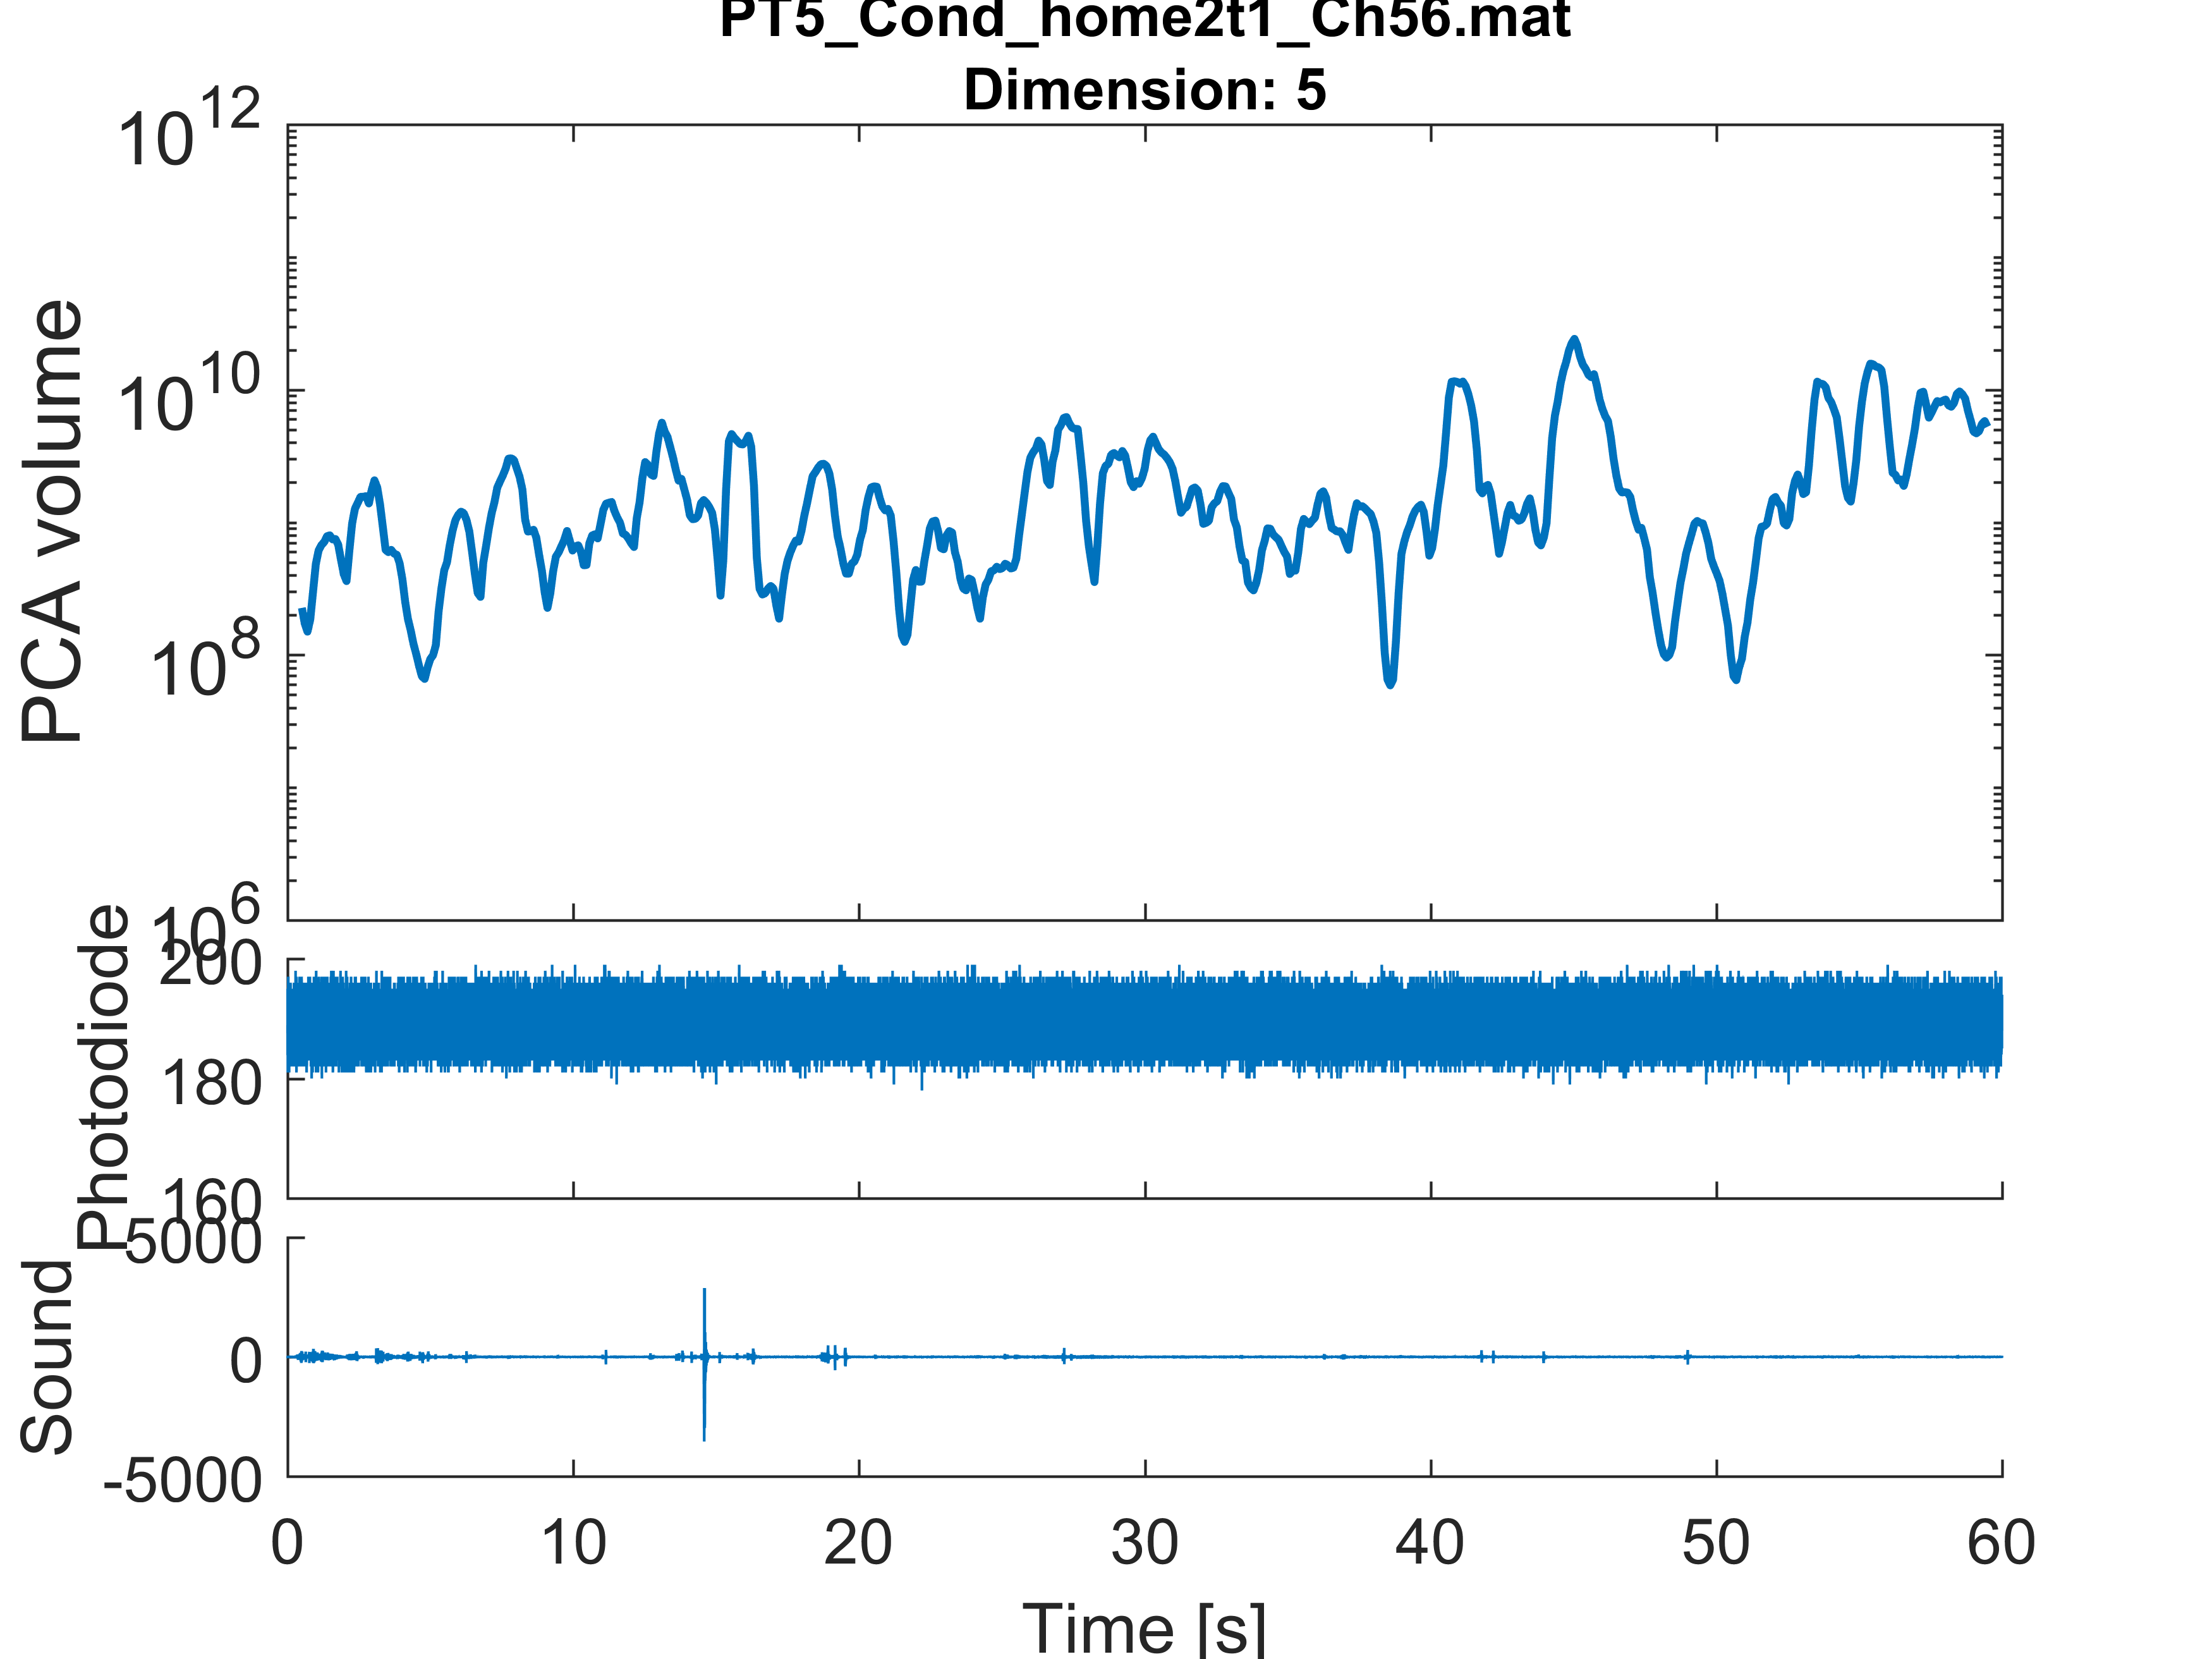 PT5_Cond_home2t1_Ch56.mat
Dimension: 5
PCA volume
10^12
10^10
10^8
10^6
Photodiode
200
180
160
Sound
5000
0
-5000
0 10 20 30 40 50 60
Time [s]